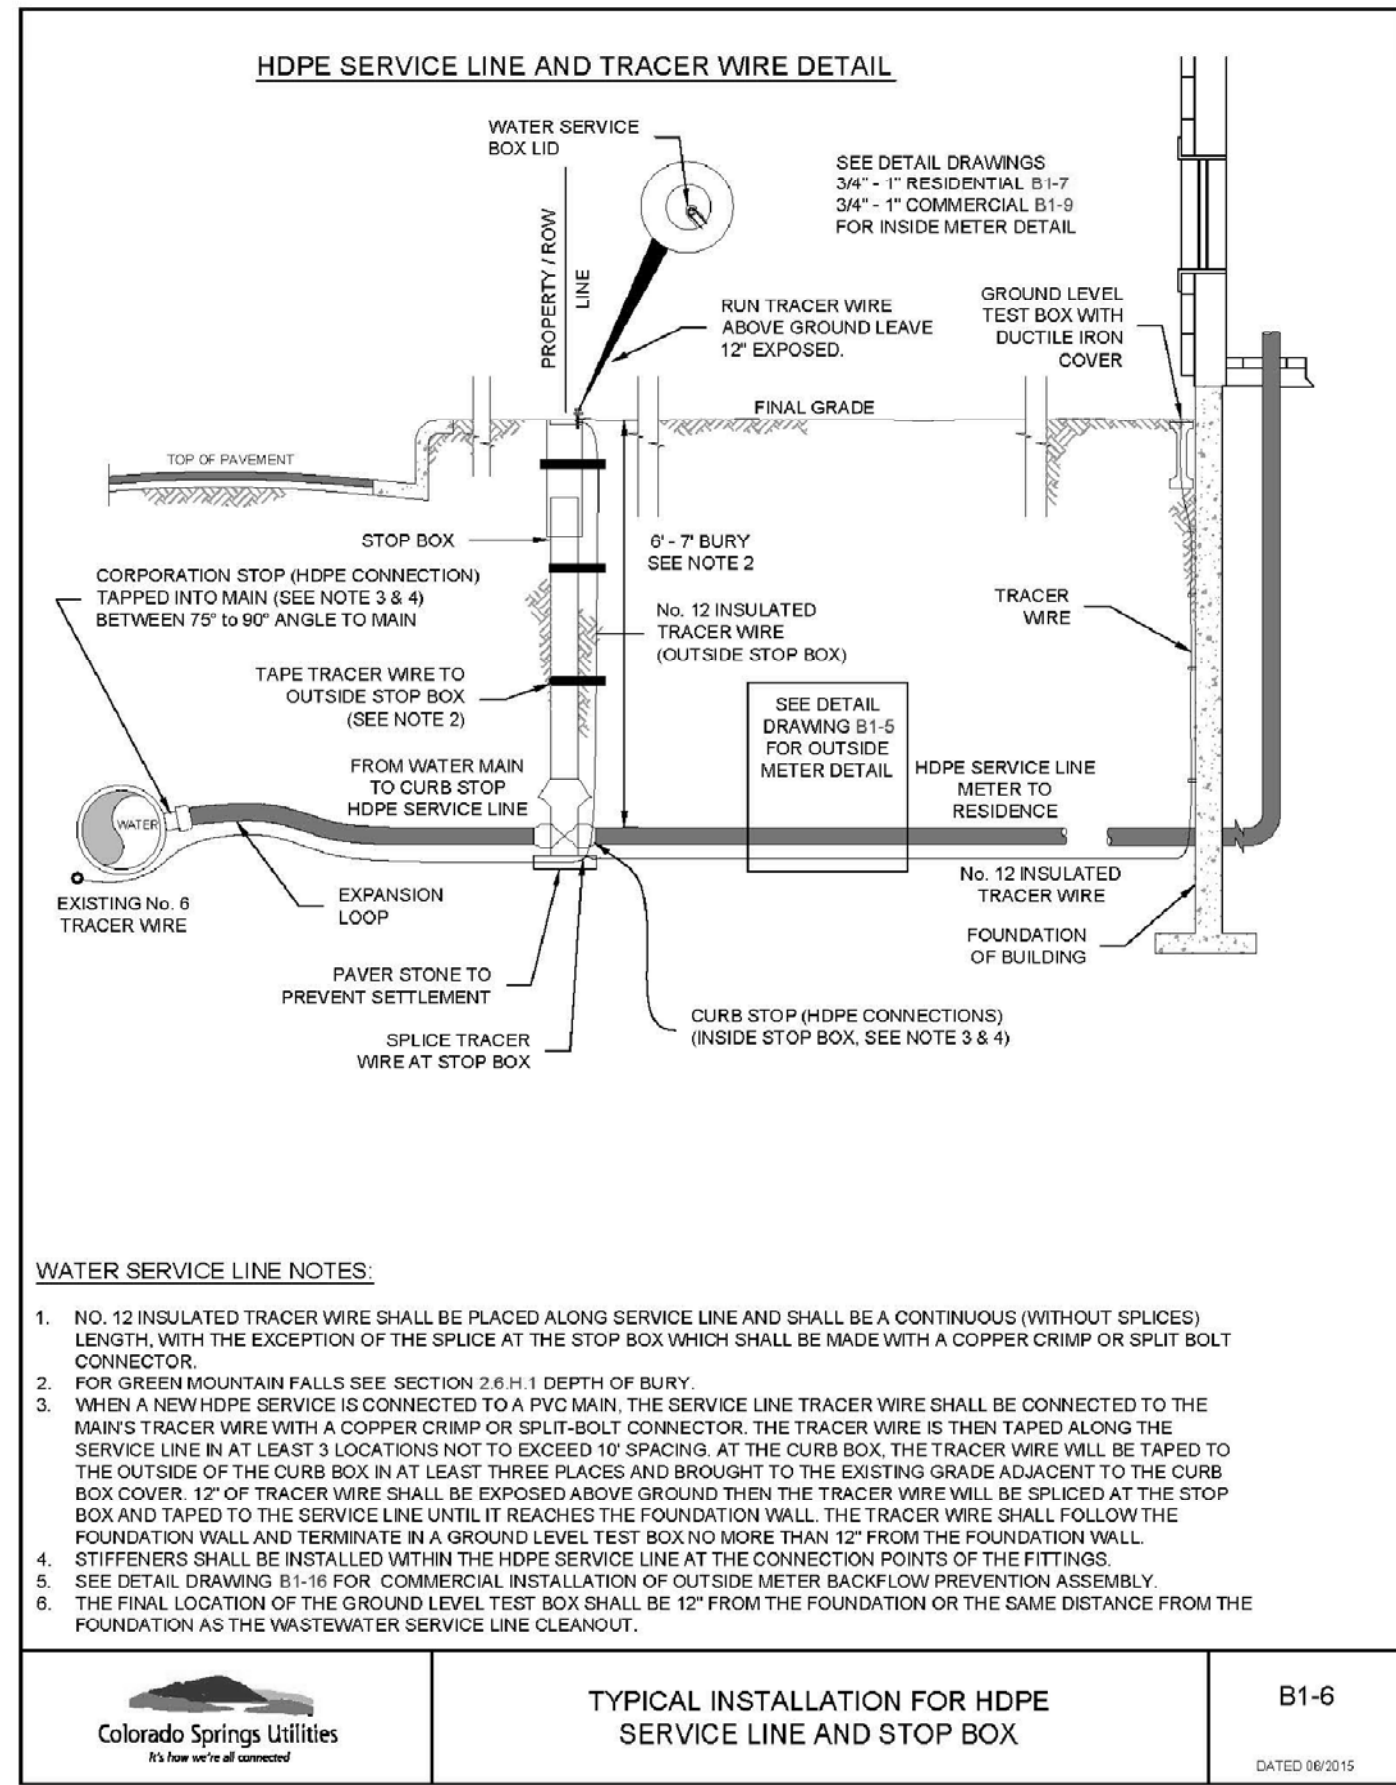 HDPE SERVICE LINE AND TRACER WIRE DETAIL
WATER SERVICE
BOX LID
SEE DETAIL DRAWINGS
3/4" - 1" RESIDENTIAL B1-7
3/4" - 1" COMMERCIAL B1-9
FOR INSIDE METER DETAIL
PROPERTY / ROW
LINE
RUN TRACER WIRE
ABOVE GROUND LEAVE
12" EXPOSED.
GROUND LEVEL
TEST BOX WITH
DUCTILE IRON
COVER
FINAL GRADE
TOP OF PAVEMENT
STOP BOX
6' - 7' BURY
SEE NOTE 2
CORPORATION STOP (HDPE CONNECTION)
TAPPED INTO MAIN (SEE NOTE 3 & 4)
BETWEEN 75° to 90° ANGLE TO MAIN
No. 12 INSULATED
TRACER WIRE
(OUTSIDE STOP BOX)
TRACER
WIRE
TAPE TRACER WIRE TO
OUTSIDE STOP BOX
(SEE NOTE 2)
SEE DETAIL
DRAWING B1-5
FOR OUTSIDE
METER DETAIL
FROM WATER MAIN
TO CURB STOP
HDPE SERVICE LINE
HDPE SERVICE LINE
METER TO
RESIDENCE
WATER
EXISTING No. 6
TRACER WIRE
EXPANSION
LOOP
No. 12 INSULATED
TRACER WIRE
FOUNDATION
OF BUILDING
PAVER STONE TO
PREVENT SETTLEMENT
CURB STOP (HDPE CONNECTIONS)
(INSIDE STOP BOX, SEE NOTE 3 & 4)
SPLICE TRACER
WIRE AT STOP BOX
WATER SERVICE LINE NOTES:
1. NO. 12 INSULATED TRACER WIRE SHALL BE PLACED ALONG SERVICE LINE AND SHALL BE A CONTINUOUS (WITHOUT SPLICES)
LENGTH, WITH THE EXCEPTION OF THE SPLICE AT THE STOP BOX WHICH SHALL BE MADE WITH A COPPER CRIMP OR SPLIT BOLT
CONNECTOR.
2. FOR GREEN MOUNTAIN FALLS SEE SECTION 2.6.H.1 DEPTH OF BURY.
3. WHEN A NEW HDPE SERVICE IS CONNECTED TO A PVC MAIN, THE SERVICE LINE TRACER WIRE SHALL BE CONNECTED TO THE
MAIN'S TRACER WIRE WITH A COPPER CRIMP OR SPLIT-BOLT CONNECTOR. THE TRACER WIRE IS THEN TAPED ALONG THE
SERVICE LINE IN AT LEAST 3 LOCATIONS NOT TO EXCEED 10' SPACING. AT THE CURB BOX, THE TRACER WIRE WILL BE TAPED TO
THE OUTSIDE OF THE CURB BOX IN AT LEAST THREE PLACES AND BROUGHT TO THE EXISTING GRADE ADJACENT TO THE CURB
BOX COVER. 12" OF TRACER WIRE SHALL BE EXPOSED ABOVE GROUND THEN THE TRACER WIRE WILL BE SPLICED AT THE STOP
BOX AND TAPED TO THE SERVICE LINE UNTIL IT REACHES THE FOUNDATION WALL. THE TRACER WIRE SHALL FOLLOW THE
FOUNDATION WALL AND TERMINATE IN A GROUND LEVEL TEST BOX NO MORE THAN 12" FROM THE FOUNDATION WALL.
4. STIFFENERS SHALL BE INSTALLED WITHIN THE HDPE SERVICE LINE AT THE CONNECTION POINTS OF THE FITTINGS.
5. SEE DETAIL DRAWING B1-16 FOR COMMERCIAL INSTALLATION OF OUTSIDE METER BACKFLOW PREVENTION ASSEMBLY.
6. THE FINAL LOCATION OF THE GROUND LEVEL TEST BOX SHALL BE 12" FROM THE FOUNDATION OR THE SAME DISTANCE FROM THE
FOUNDATION AS THE WASTEWATER SERVICE LINE CLEANOUT.
Colorado Springs Utilities
It's how we're all connected
TYPICAL INSTALLATION FOR HDPE
SERVICE LINE AND STOP BOX
B1-6
DATED 06/2015